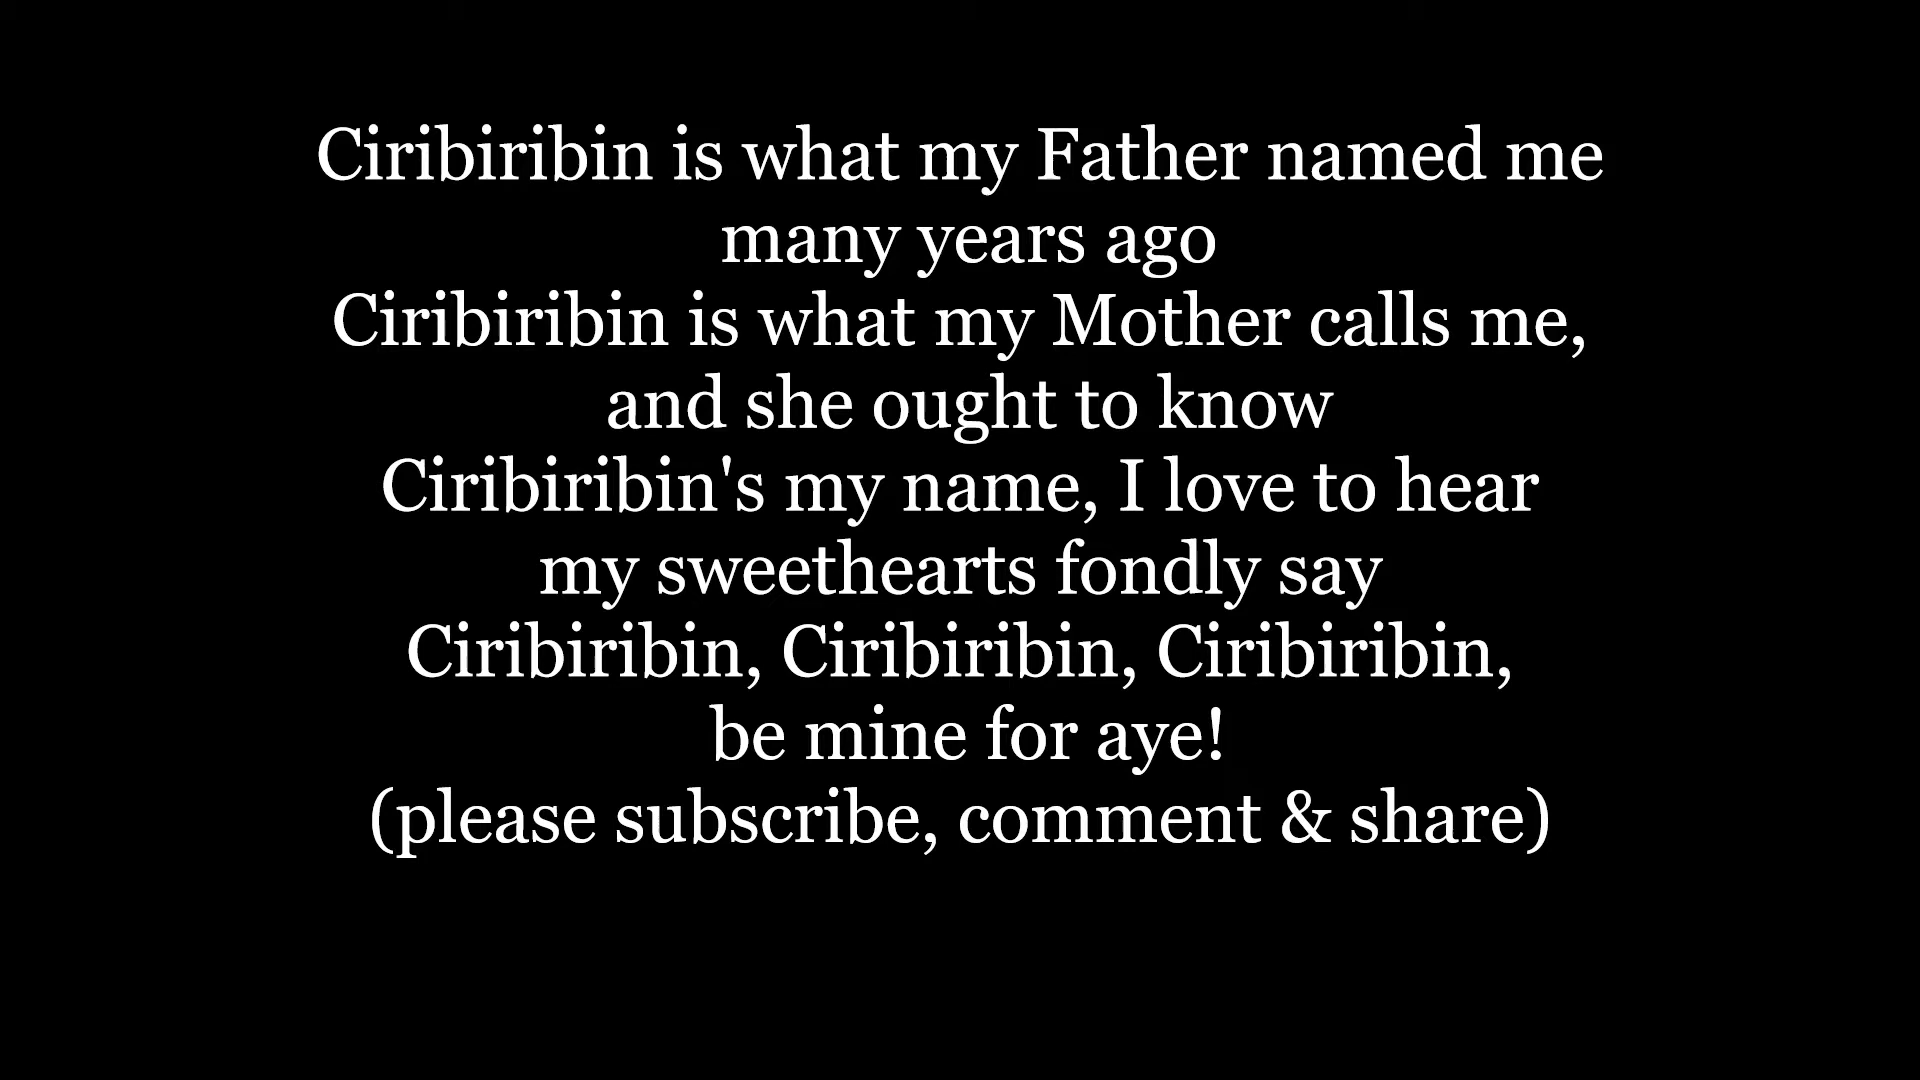 Ciribiribin is what my Father named me
many years ago
Ciribiribin is what my Mother calls me,
and she ought to know
Ciribiribin's my name, I love to hear
my sweethearts fondly say
Ciribiribin, Ciribiribin, Ciribiribin,
be mine for aye!
(please subscribe, comment & share)